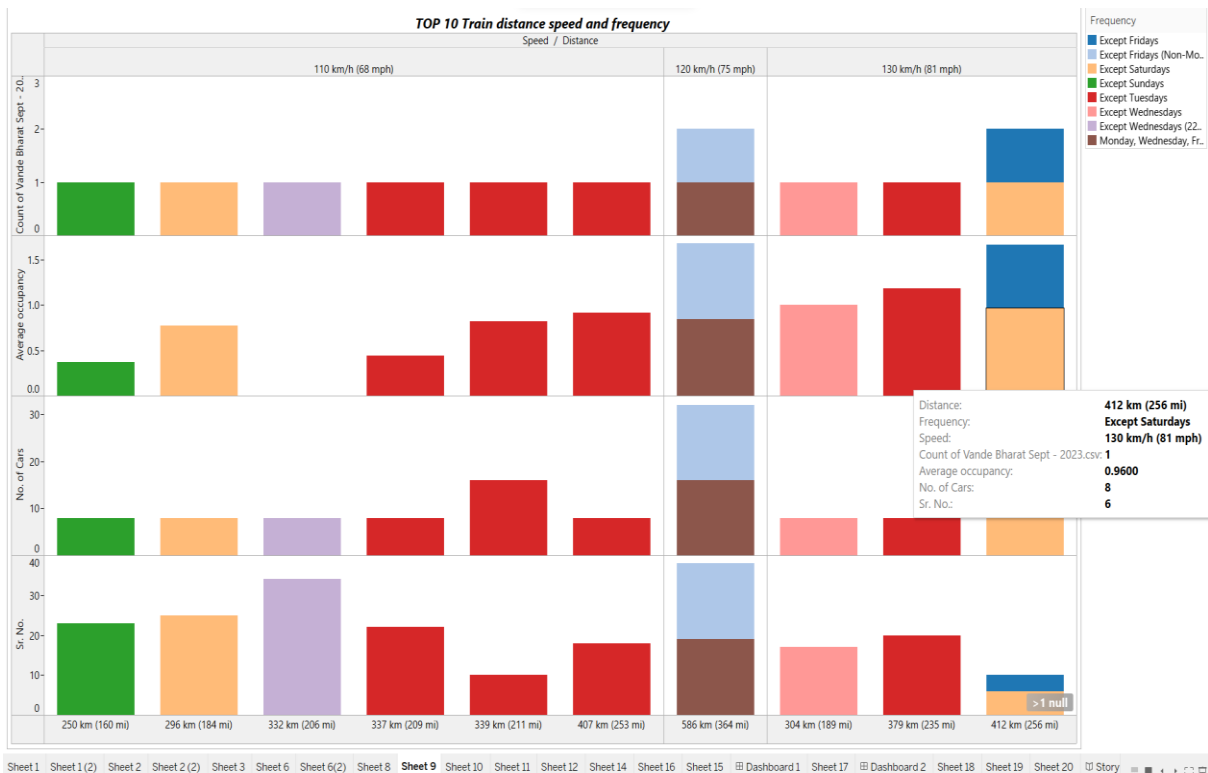 TOP 10 Train distance speed and frequency
Speed / Distance
110 km/h (68 mph)
120 km/h (75 mph)
130 km/h (81 mph)
Count of Vande Bharat Sept - 20..
3
2
1
0
Average occupancy
1.5
1.0
0.5
0.0
No. of Cars
30
20
10
0
Sr. No.
40
30
20
10
0
250 km (160 mi)
296 km (184 mi)
332 km (206 mi)
337 km (209 mi)
339 km (211 mi)
407 km (253 mi)
586 km (364 mi)
304 km (189 mi)
379 km (235 mi)
412 km (256 mi)
>1 null
Distance: 412 km (256 mi)
Frequency: Except Saturdays
Speed: 130 km/h (81 mph)
Count of Vande Bharat Sept - 2023.csv: 1
Average occupancy: 0.9600
No. of Cars: 8
Sr. No.: 6
Frequency
Except Fridays
Except Fridays (Non-Mo..
Except Saturdays
Except Sundays
Except Tuesdays
Except Wednesdays
Except Wednesdays (22..
Monday, Wednesday, Fr..
Sheet 1 Sheet 1 (2) Sheet 2 Sheet 2 (2) Sheet 3 Sheet 6 Sheet 6(2) Sheet 8 Sheet 9 Sheet 10 Sheet 11 Sheet 12 Sheet 14 Sheet 16 Sheet 15 Dashboard 1 Sheet 17 Dashboard 2 Sheet 18 Sheet 19 Sheet 20 Story